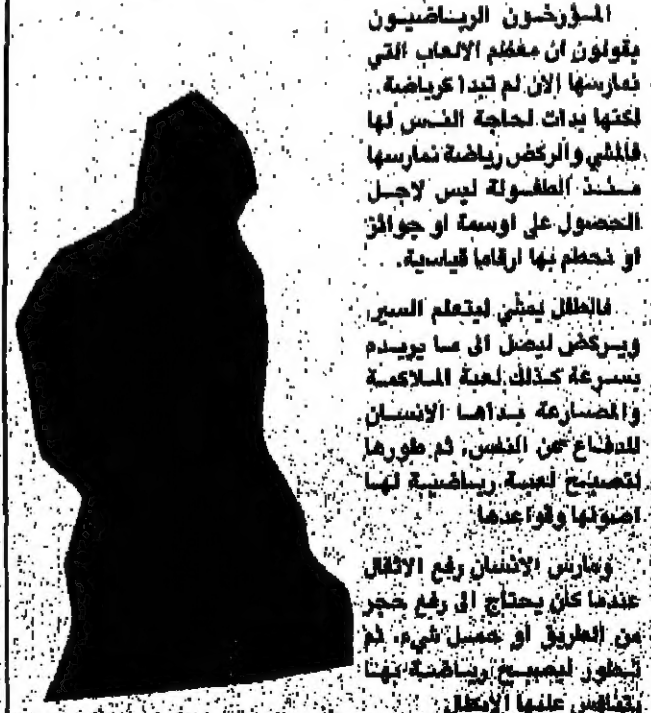 المؤرخون الرياضيون
يقولون ان معظم الالعاب التي
نمارسها الان لم تبدا كرياضة
لكنها بدات لحاجة النفس لها
فالمشي والركض رياضة نمارسها
منذ الطفولة ليس لاجل
الحصول على اوسمة او جوائز
او نحطم بها ارقاما قياسية.
فالطفل يمشي ليتعلم السير
ويركض ليصل الى ما يريده
بسرعة كذلك لعبة الملاكمة
والمصارعة بداها الانسان
للدفاع عن النفس، ثم طورها
لتصبح لعبة رياضية لها
اصولها وقواعدها
ومارس الانسان رفع الاثقال
عندما كان يحتاج الى رفع حجر
من الطريق او حمل شيء، ثم
تطور ليصبح رياضة بها
يتنافس عليها الابطال